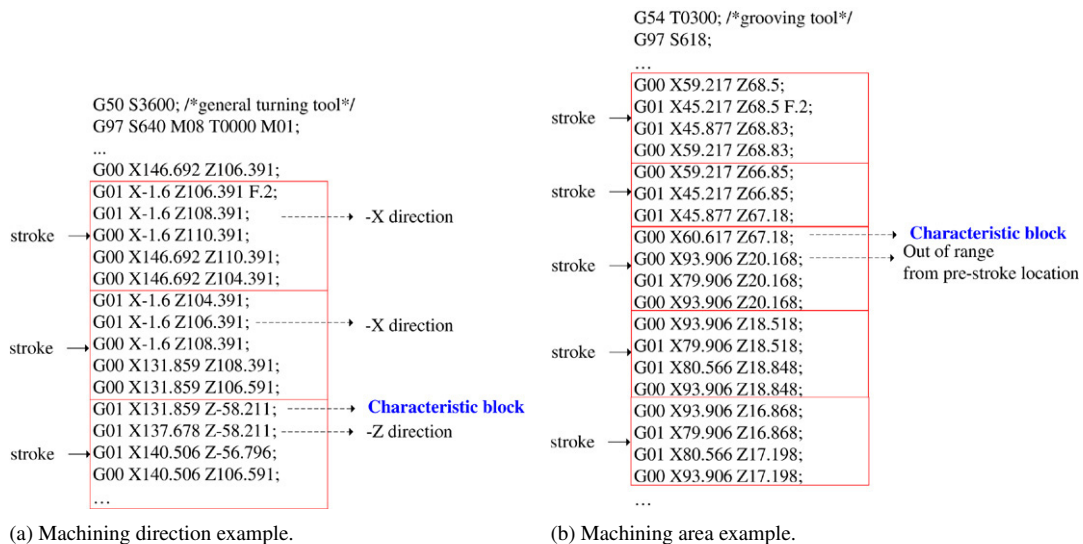 G50 S3600; /*general turning tool*/
G97 S640 M08 T0000 M01;
...
G00 X146.692 Z106.391;
G01 X-1.6 Z106.391 F.2;
G01 X-1.6 Z108.391;
-X direction
stroke
G00 X-1.6 Z110.391;
G00 X146.692 Z110.391;
G00 X146.692 Z104.391;
G01 X-1.6 Z104.391;
G01 X-1.6 Z106.391;
-X direction
stroke
G00 X-1.6 Z108.391;
G00 X131.859 Z108.391;
G00 X131.859 Z106.591;
G01 X131.859 Z-58.211;
Characteristic block
G01 X137.678 Z-58.211;
-Z direction
stroke
G01 X140.506 Z-56.796;
G00 X140.506 Z106.591;
...
(a) Machining direction example.
G54 T0300; /*grooving tool*/
G97 S618;
...
G00 X59.217 Z68.5;
G01 X45.217 Z68.5 F.2;
stroke
G01 X45.877 Z68.83;
G00 X59.217 Z68.83;
G00 X59.217 Z66.85;
stroke
G01 X45.217 Z66.85;
G01 X45.877 Z67.18;
G00 X60.617 Z67.18;
Characteristic block
G00 X93.906 Z20.168;
Out of range
from pre-stroke location
stroke
G01 X79.906 Z20.168;
G00 X93.906 Z20.168;
G00 X93.906 Z18.518;
G01 X79.906 Z18.518;
stroke
G01 X80.566 Z18.848;
G00 X93.906 Z18.848;
G00 X93.906 Z16.868;
G01 X79.906 Z16.868;
stroke
G01 X80.566 Z17.198;
G00 X93.906 Z17.198;
...
(b) Machining area example.